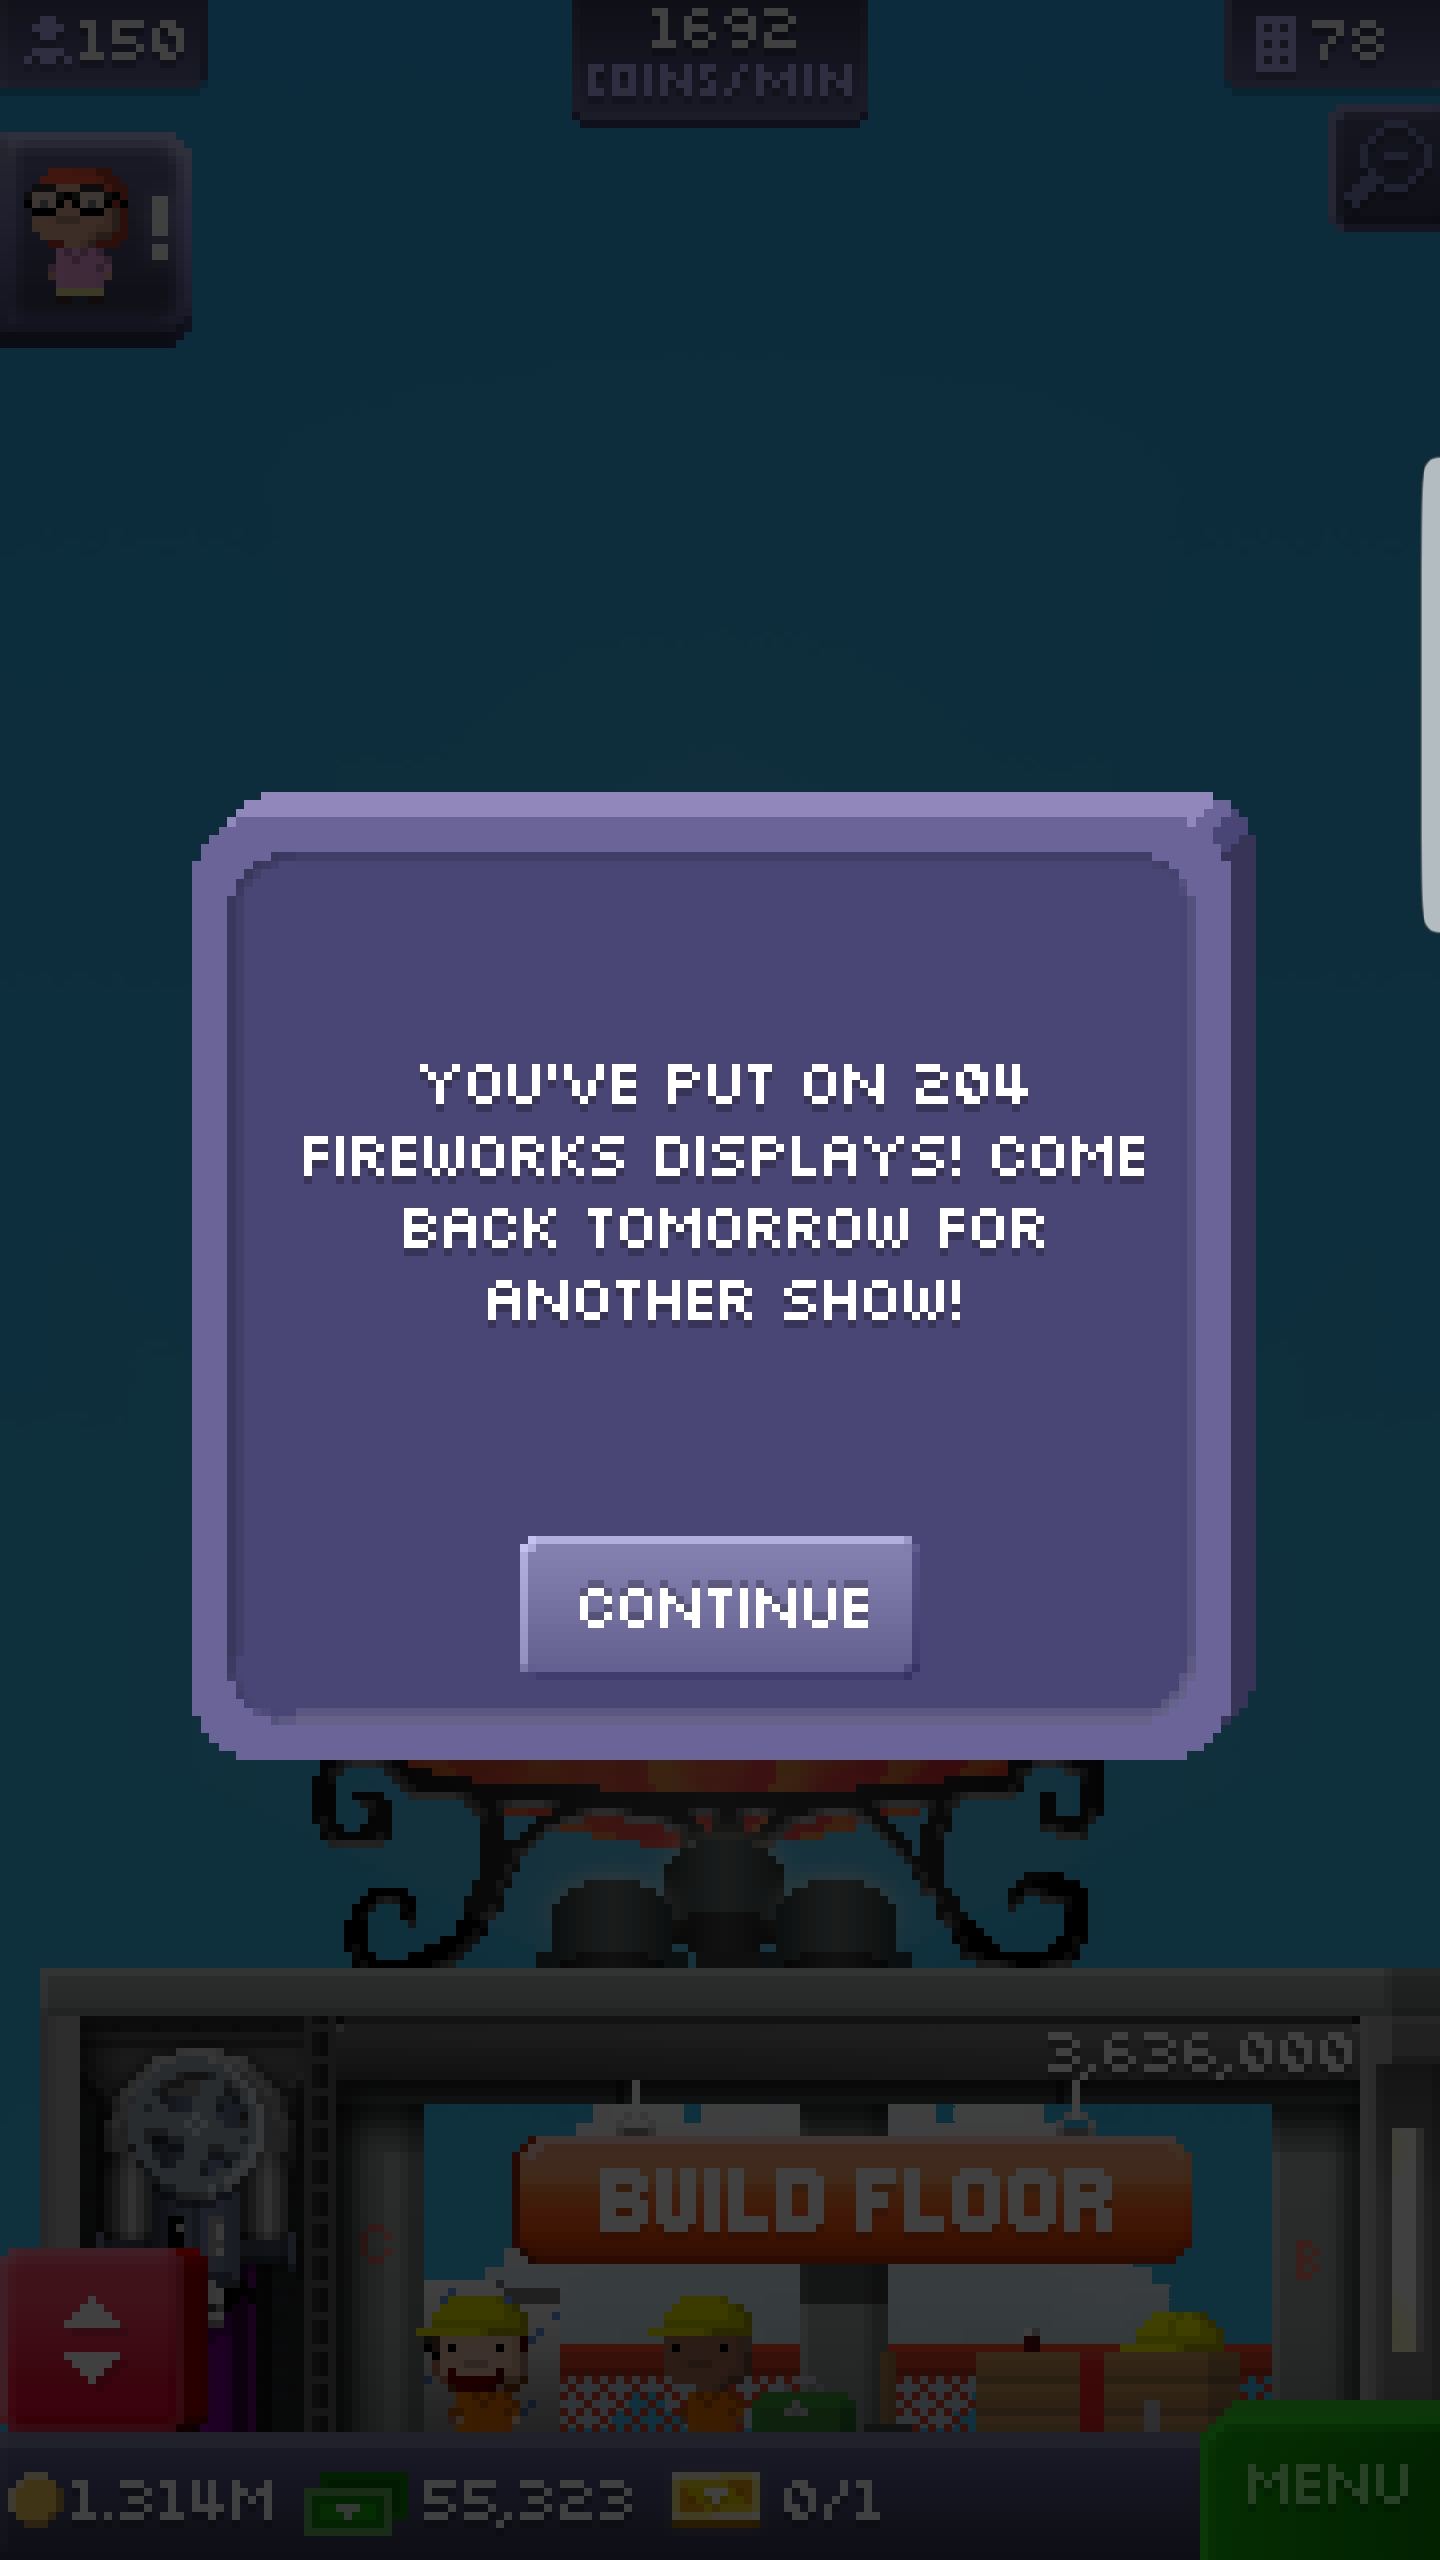 150
1692
COINS/MIN
78
!
YOU'VE PUT ON 204
FIREWORKS DISPLAYS! COME
BACK TOMORROW FOR
ANOTHER SHOW!
CONTINUE
3,636,000
BUILD FLOOR
C
B
1.314M
55,323
0/1
MENU